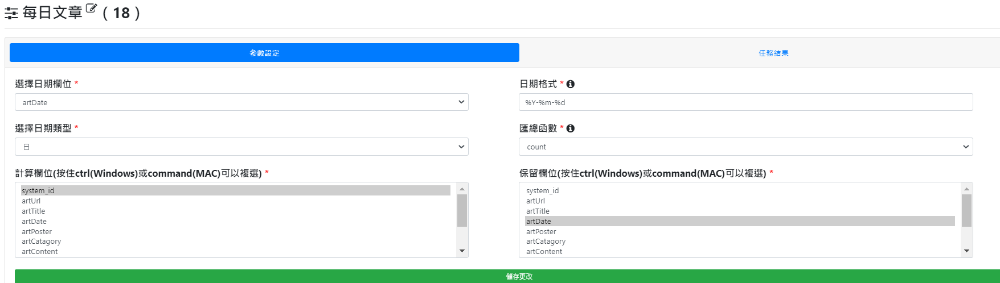 每日文章 ( 18 )
參數設定
任務結果
選擇日期欄位 *
artDate
日期格式 *
%Y-%m-%d
選擇日期類型 *
日
匯總函數 *
count
計算欄位(按住ctrl(Windows)或command(MAC)可以複選) *
system_id
artUrl
artTitle
artDate
artPoster
artCatagory
artContent
保留欄位(按住ctrl(Windows)或command(MAC)可以複選) *
system_id
artUrl
artTitle
artDate
artPoster
artCatagory
artContent
儲存更改